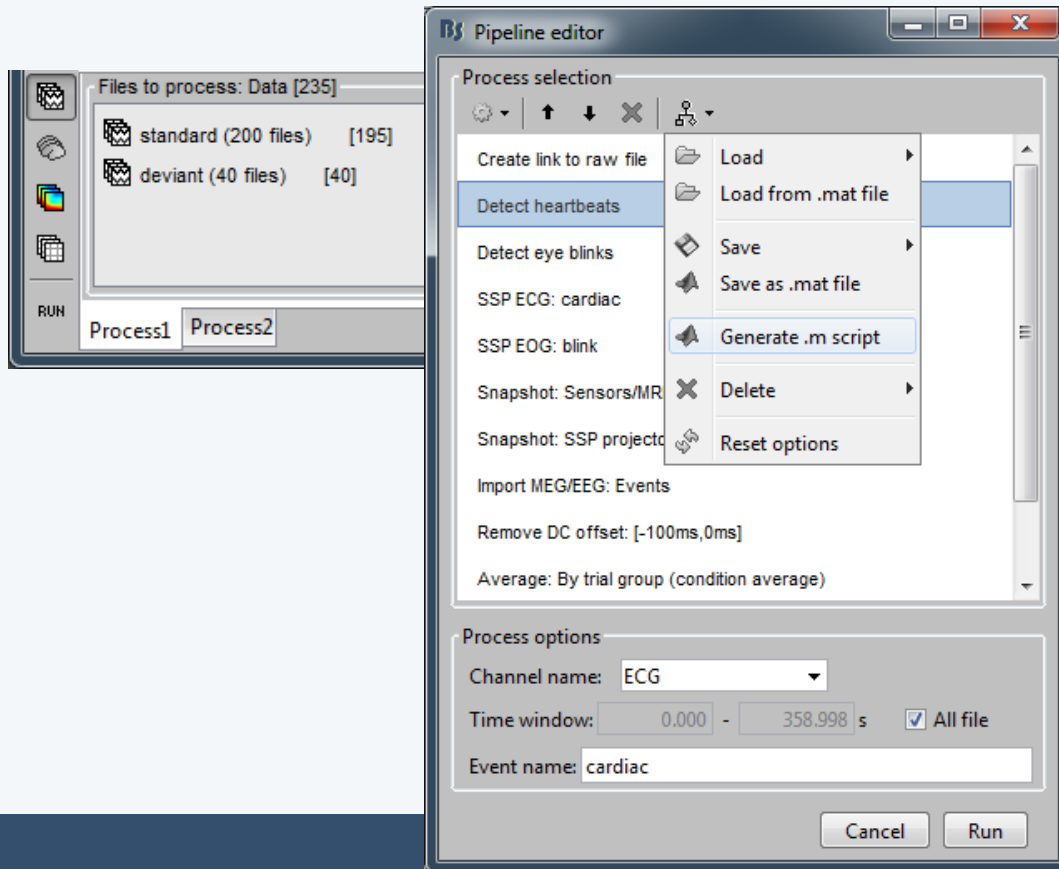 Files to process: Data [235]
standard (200 files) [195]
deviant (40 files) [40]
RUN
Process1 Process2
Bs Pipeline editor
Process selection
Create link to raw file
Detect heartbeats
Detect eye blinks
SSP ECG: cardiac
SSP EOG: blink
Snapshot: Sensors/MR
Snapshot: SSP projecto
Import MEG/EEG: Events
Remove DC offset: [-100ms,0ms]
Average: By trial group (condition average)
Load
Load from .mat file
Save
Save as .mat file
Generate .m script
Delete
Reset options
Process options
Channel name: ECG
Time window: 0.000 - 358.998 s All file
Event name: cardiac
Cancel Run